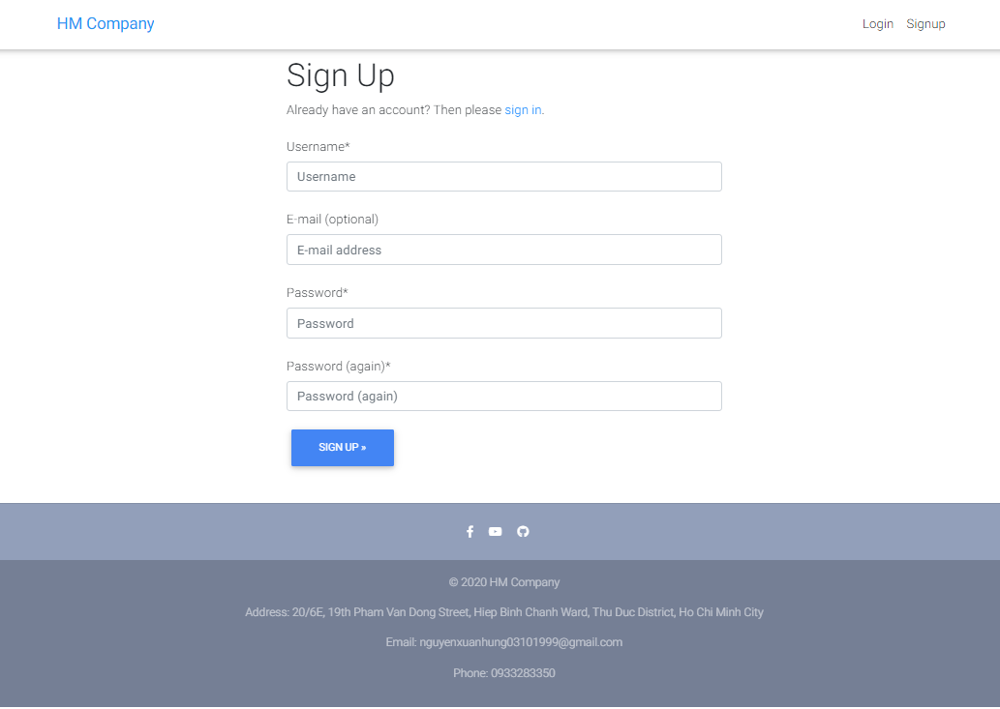 HM Company
Login Signup
Sign Up
Already have an account? Then please sign in.
Username*
Username
E-mail (optional)
E-mail address
Password*
Password
Password (again)*
Password (again)
SIGN UP »
© 2020 HM Company
Address: 20/6E, 19th Pham Van Dong Street, Hiep Binh Chanh Ward, Thu Duc District, Ho Chi Minh City
Email: nguyenxuanhung03101999@gmail.com
Phone: 0933283350